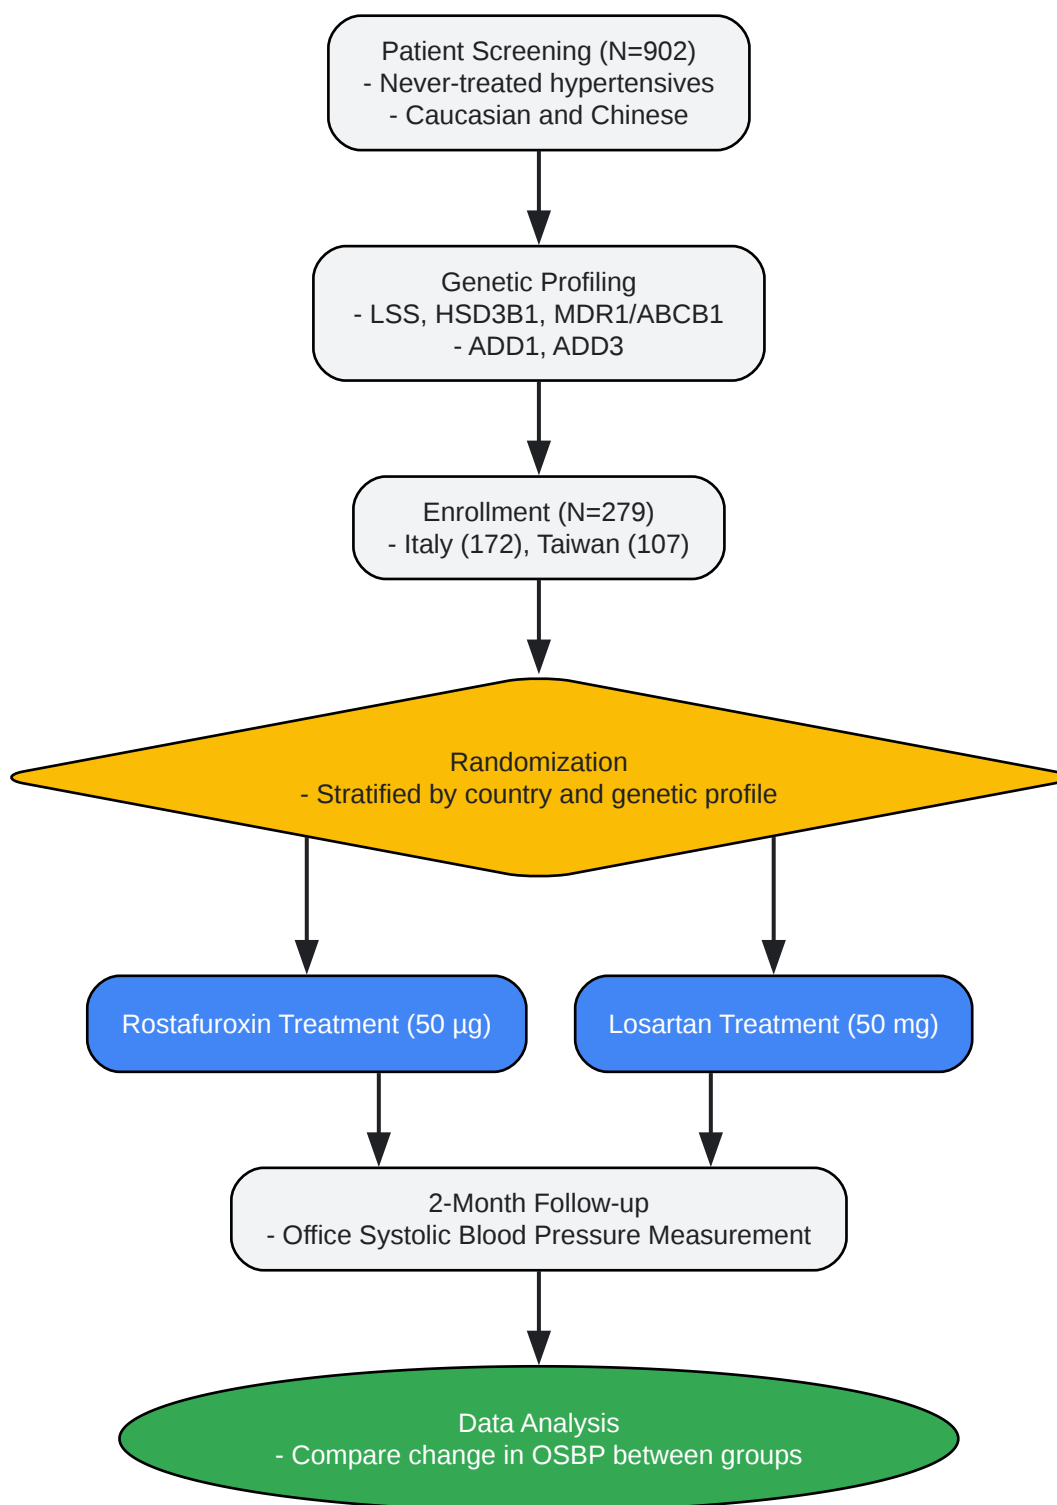 Patient Screening (N=902)
- Never-treated hypertensives
- Caucasian and Chinese
Genetic Profiling
- LSS, HSD3B1, MDR1/ABCB1
- ADD1, ADD3
Enrollment (N=279)
- Italy (172), Taiwan (107)
Randomization
- Stratified by country and genetic profile
Rostafuroxin Treatment (50 µg)
Losartan Treatment (50 mg)
2-Month Follow-up
- Office Systolic Blood Pressure Measurement
Data Analysis
- Compare change in OSBP between groups